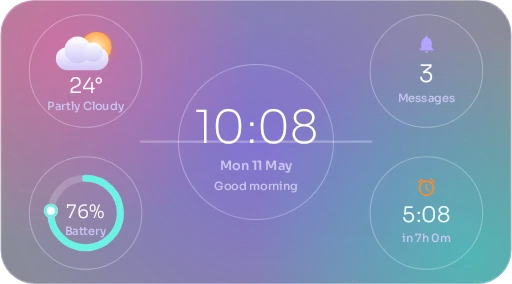 24°
Partly Cloudy
76%
Battery
10:08
Mon 11 May
Good morning
3
Messages
5:08
in 7h 0m